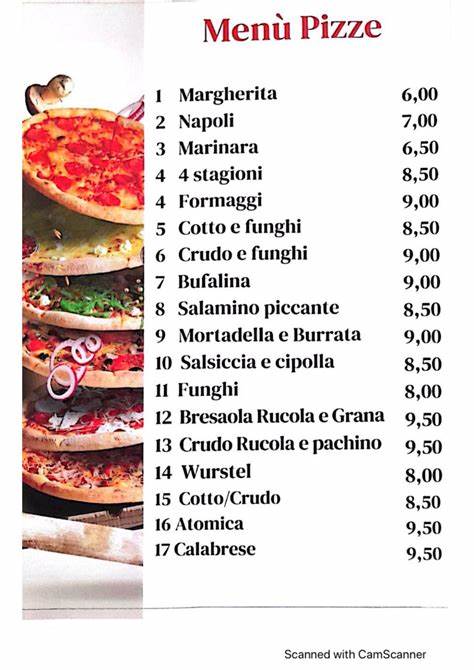 Menù Pizze
1 Margherita 6,00
2 Napoli 7,00
3 Marinara 6,50
4 4 stagioni 8,50
4 Formaggi 9,00
5 Cotto e funghi 8,50
6 Crudo e funghi 9,00
7 Bufalina 9,00
8 Salamino piccante 8,50
9 Mortadella e Burrata 9,00
10 Salsiccia e cipolla 8,50
11 Funghi 8,00
12 Bresaola Rucola e Grana 9,50
13 Crudo Rucola e pachino 9,50
14 Wurstel 8,00
15 Cotto/Crudo 8,50
16 Atomica 9,50
17 Calabrese 9,50
Scanned with CamScanner